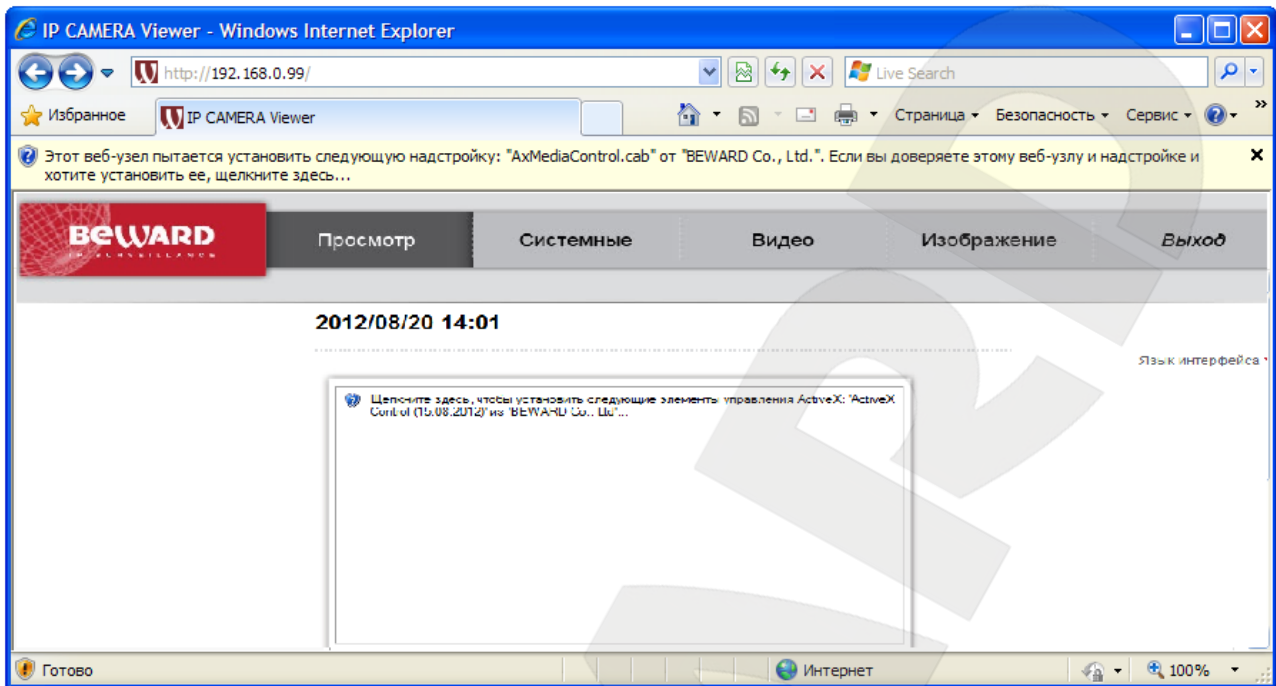 IP CAMERA Viewer - Windows Internet Explorer
http://192.168.0.99/
Live Search
Избранное
IP CAMERA Viewer
Страница
Безопасность
Сервис
Этот веб-узел пытается установить следующую надстройку: "AxMediaControl.cab" от "BEWARD Co., Ltd.". Если вы доверяете этому веб-узлу и надстройке и
хотите установить ее, щелкните здесь...
BEWARD
IP SURVEILLANCE
Просмотр
Системные
Видео
Изображение
Выход
2012/08/20 14:01
Язык интерфейса
Щелкните здесь, чтобы установить следующие элементы управления ActiveX: "ActiveX
Control (15.08.2012)" из "BEWARD Co., Ltd"...
Готово
Интернет
100%